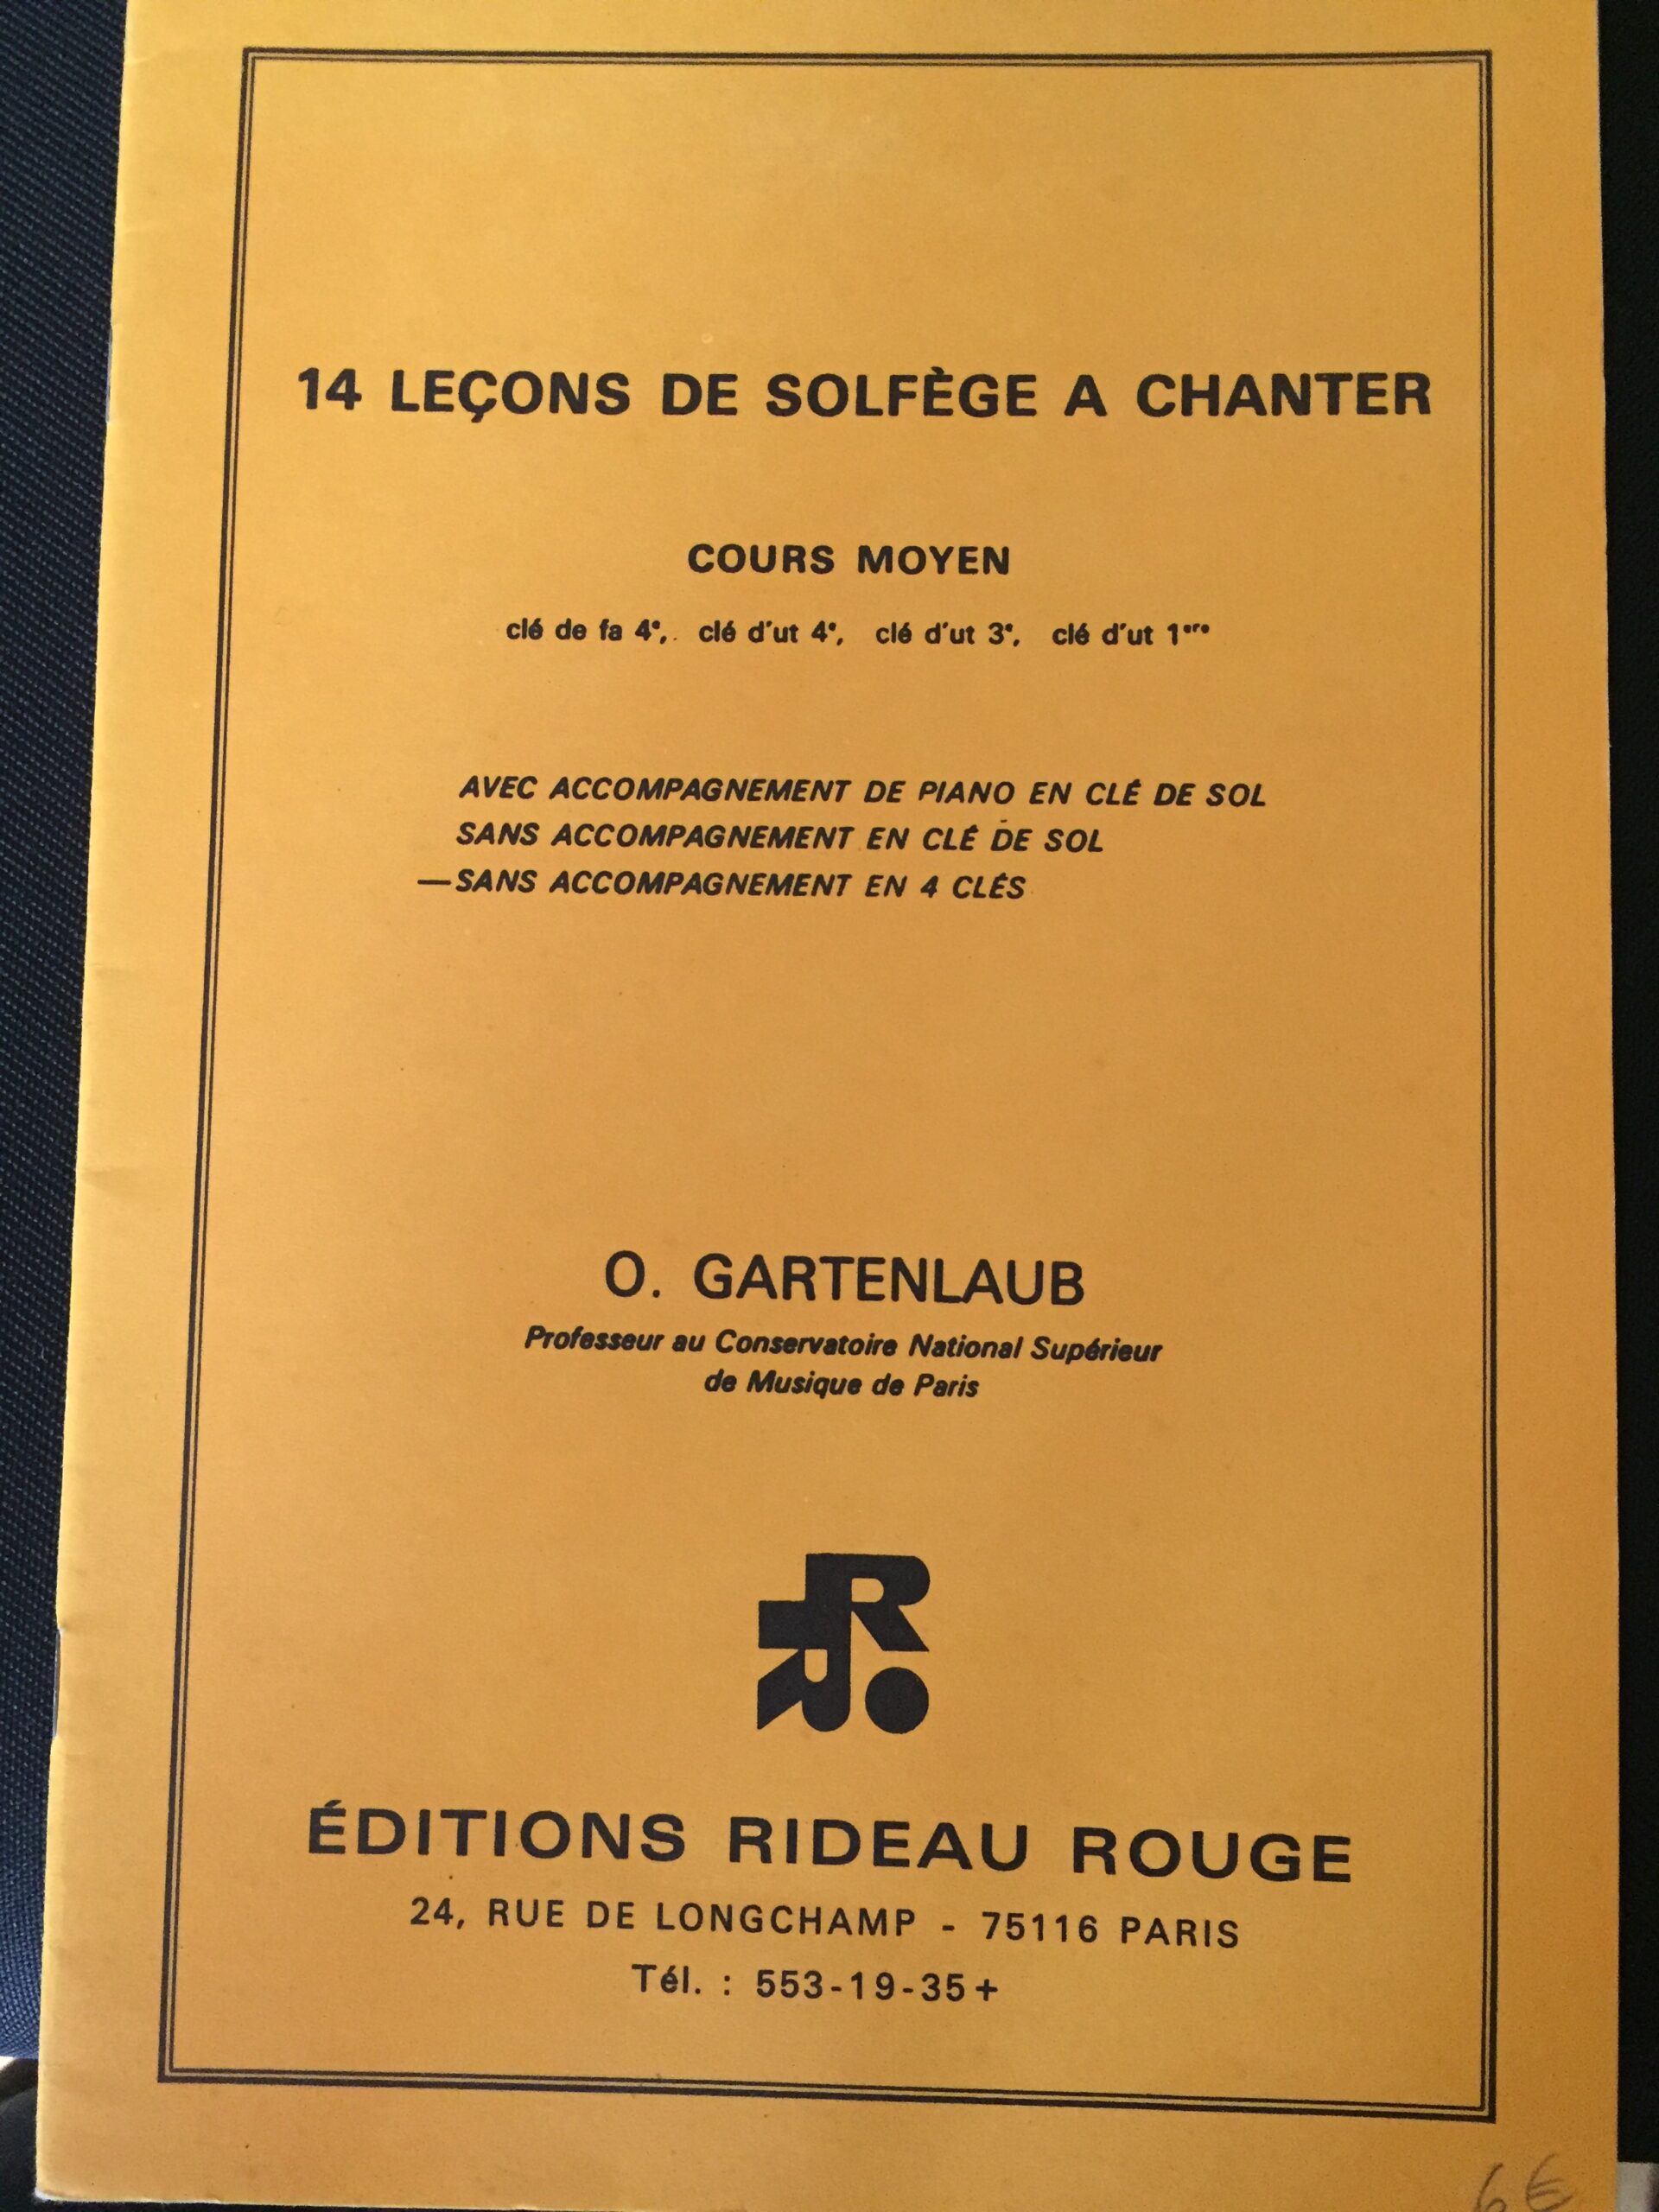 14 LEÇONS DE SOLFÈGE A CHANTER
COURS MOYEN
clé de fa 4e, clé d'ut 4e, clé d'ut 3e, clé d'ut 1ere
AVEC ACCOMPAGNEMENT DE PIANO EN CLÉ DE SOL
SANS ACCOMPAGNEMENT EN CLÉ DE SOL
—SANS ACCOMPAGNEMENT EN 4 CLÉS
O. GARTENLAUB
Professeur au Conservatoire National Supérieur
de Musique de Paris
RR
ÉDITIONS RIDEAU ROUGE
24, RUE DE LONGCHAMP - 75116 PARIS
Tél. : 553-19-35+
6€